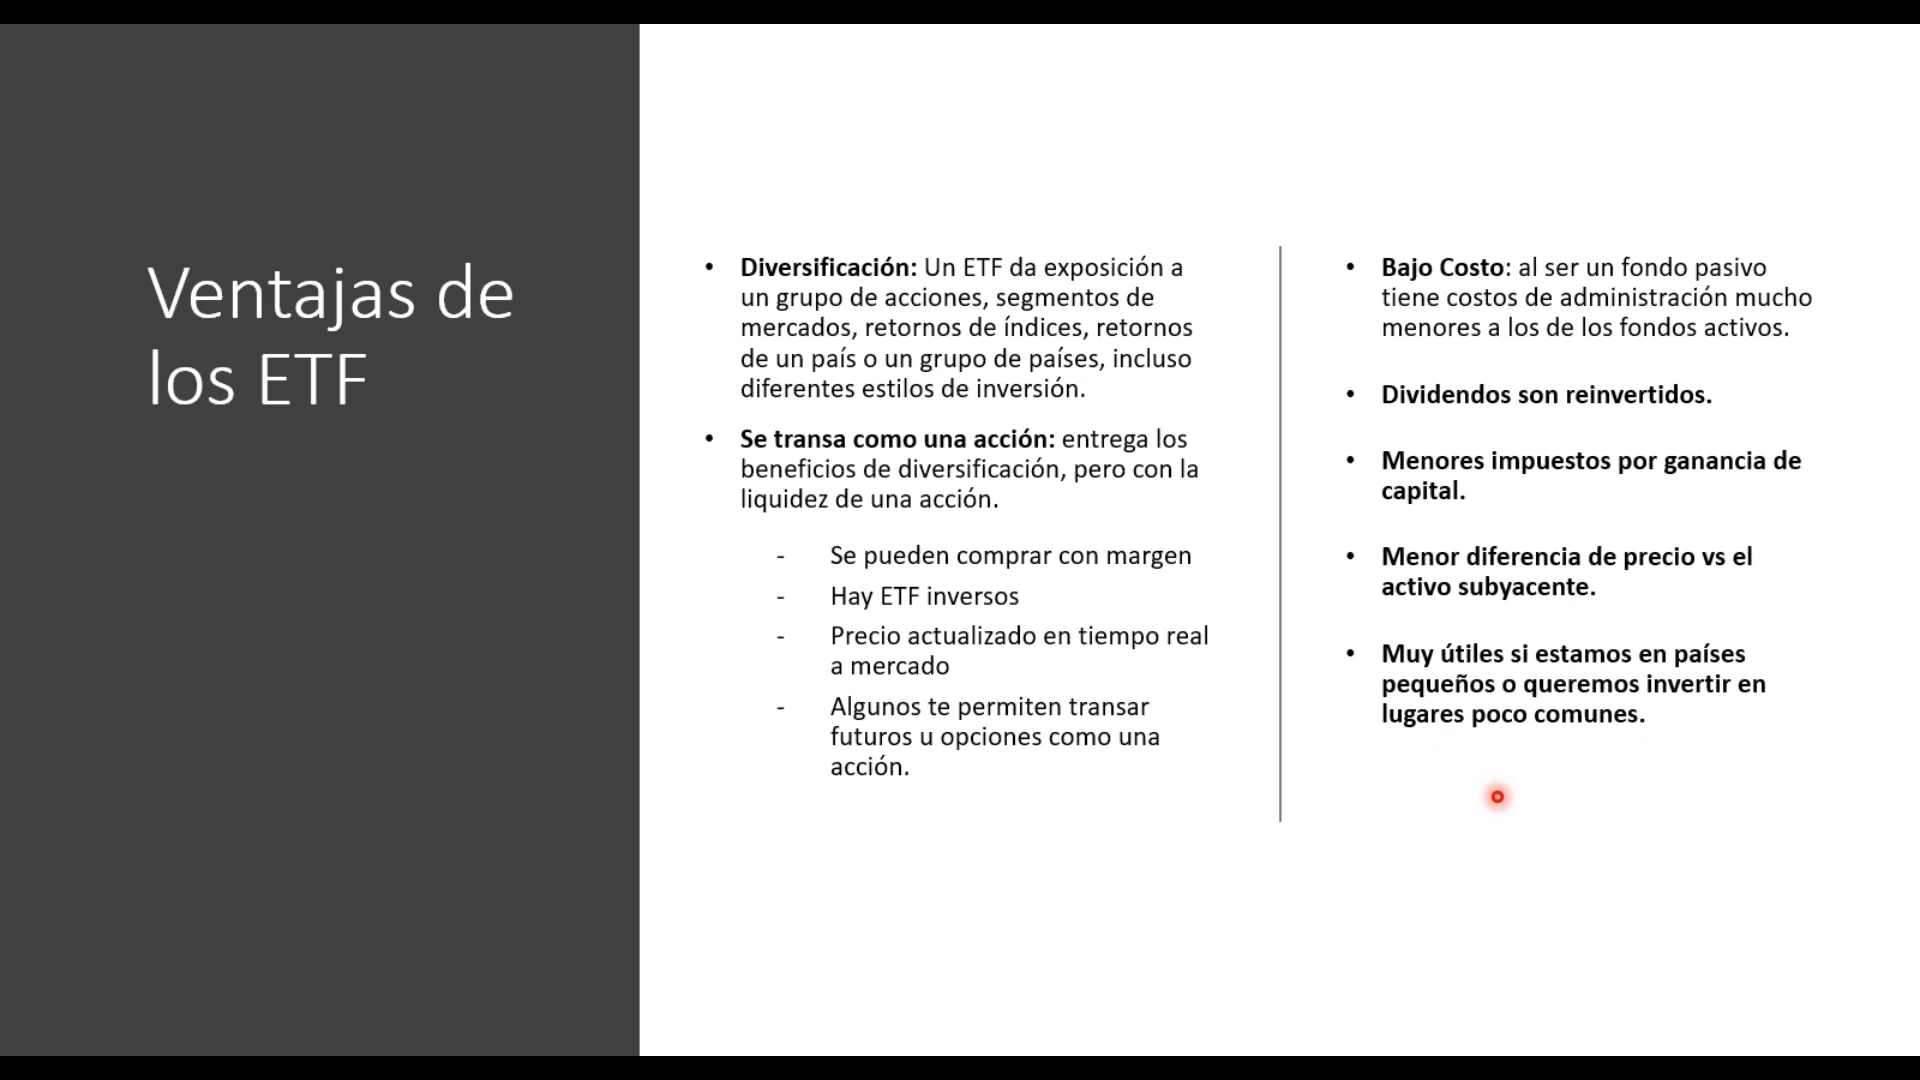 Ventajas de
los ETF
• Diversificación: Un ETF da exposición a
un grupo de acciones, segmentos de
mercados, retornos de índices, retornos
de un país o un grupo de países, incluso
diferentes estilos de inversión.
• Se transa como una acción: entrega los
beneficios de diversificación, pero con la
liquidez de una acción.
- Se pueden comprar con margen
- Hay ETF inversos
- Precio actualizado en tiempo real
a mercado
- Algunos te permiten transar
futuros u opciones como una
acción.
• Bajo Costo: al ser un fondo pasivo
tiene costos de administración mucho
menores a los de los fondos activos.
• Dividendos son reinvertidos.
• Menores impuestos por ganancia de
capital.
• Menor diferencia de precio vs el
activo subyacente.
• Muy útiles si estamos en países
pequeños o queremos invertir en
lugares poco comunes.